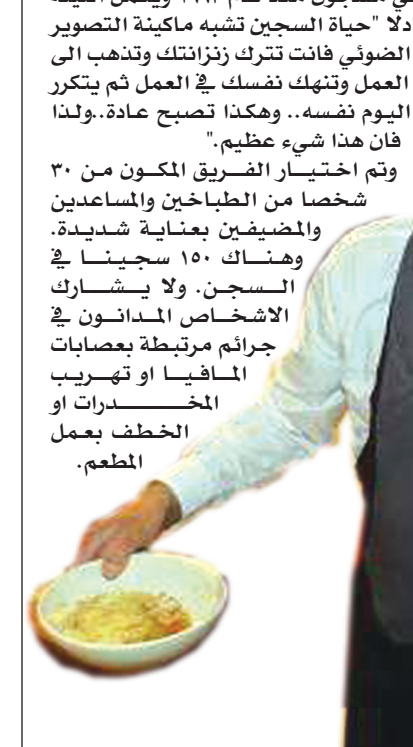 دلا "حياة السجين تشبه ماكينة التصوير
الضوئي فانت تترك زنزانتك وتذهب الى
العمل وتنهك نفسك في العمل ثم يتكرر
اليوم نفسه.. وهكذا تصبح عادة..ولذا
فان هذا شيء عظيم."
وتم اختيار الفريق المكون من ٣٠
شخصا من الطباخين والمساعدين
والمضيفين بعناية شديدة.
وهناك ١٥٠ سجينا في
السجن. ولا يشارك
الاشخاص المدانون في
جرائم مرتبطة بعصابات
المافيا او تهريب
المخدرات او
الخطف بعمل
المطعم.